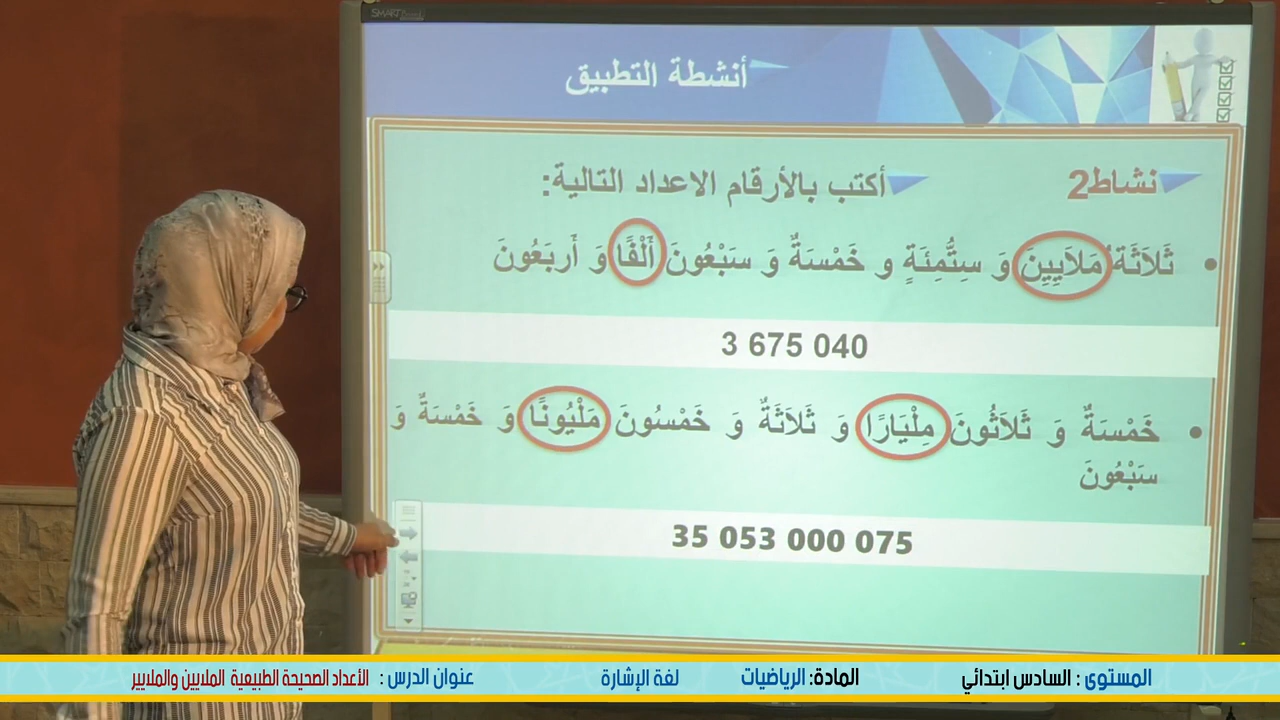 SMART
أنشطة التطبيق
نشاط2 أكتب بالأرقام الاعداد التالية:
• ثَلاَثَةُ مَلاَيِينَ وَ سِتُّمِئَةٍ و خَمْسَةٌ وَ سَبْعُونَ أَلْفًا وَ أَربَعُونَ
3 675 040
• خَمْسَةٌ وَ ثَلاَثُونَ مِلْيَارًا وَ ثَلاَثَةٌ وَ خَمْسُونَ مَلْيُونًا وَ خَمْسَةٌ وَ
سَبْعُونَ
35 053 000 075
المستوى : السادس ابتدائي المادة: الرياضيات لغة الإشارة عنوان الدرس : الأعداد الصحيحة الطبيعية الملايين والملايير